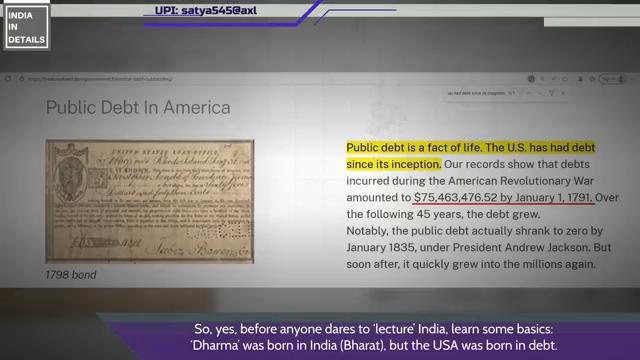 INDIA
IN
DETAILS
UPI: satya545@axl
Public Debt In America
UNITED STATES LOAN-OFFICE,
1798 bond
Public debt is a fact of life. The U.S. has had debt
since its inception. Our records show that debts
incurred during the American Revolutionary War
amounted to $75,463,476.52 by January 1, 1791. Over
the following 45 years, the debt grew.
Notably, the public debt actually shrank to zero by
January 1835, under President Andrew Jackson. But
soon after, it quickly grew into the millions again.
So, yes, before anyone dares to 'lecture' India, learn some basics:
'Dharma' was born in India (Bharat), but the USA was born in debt.